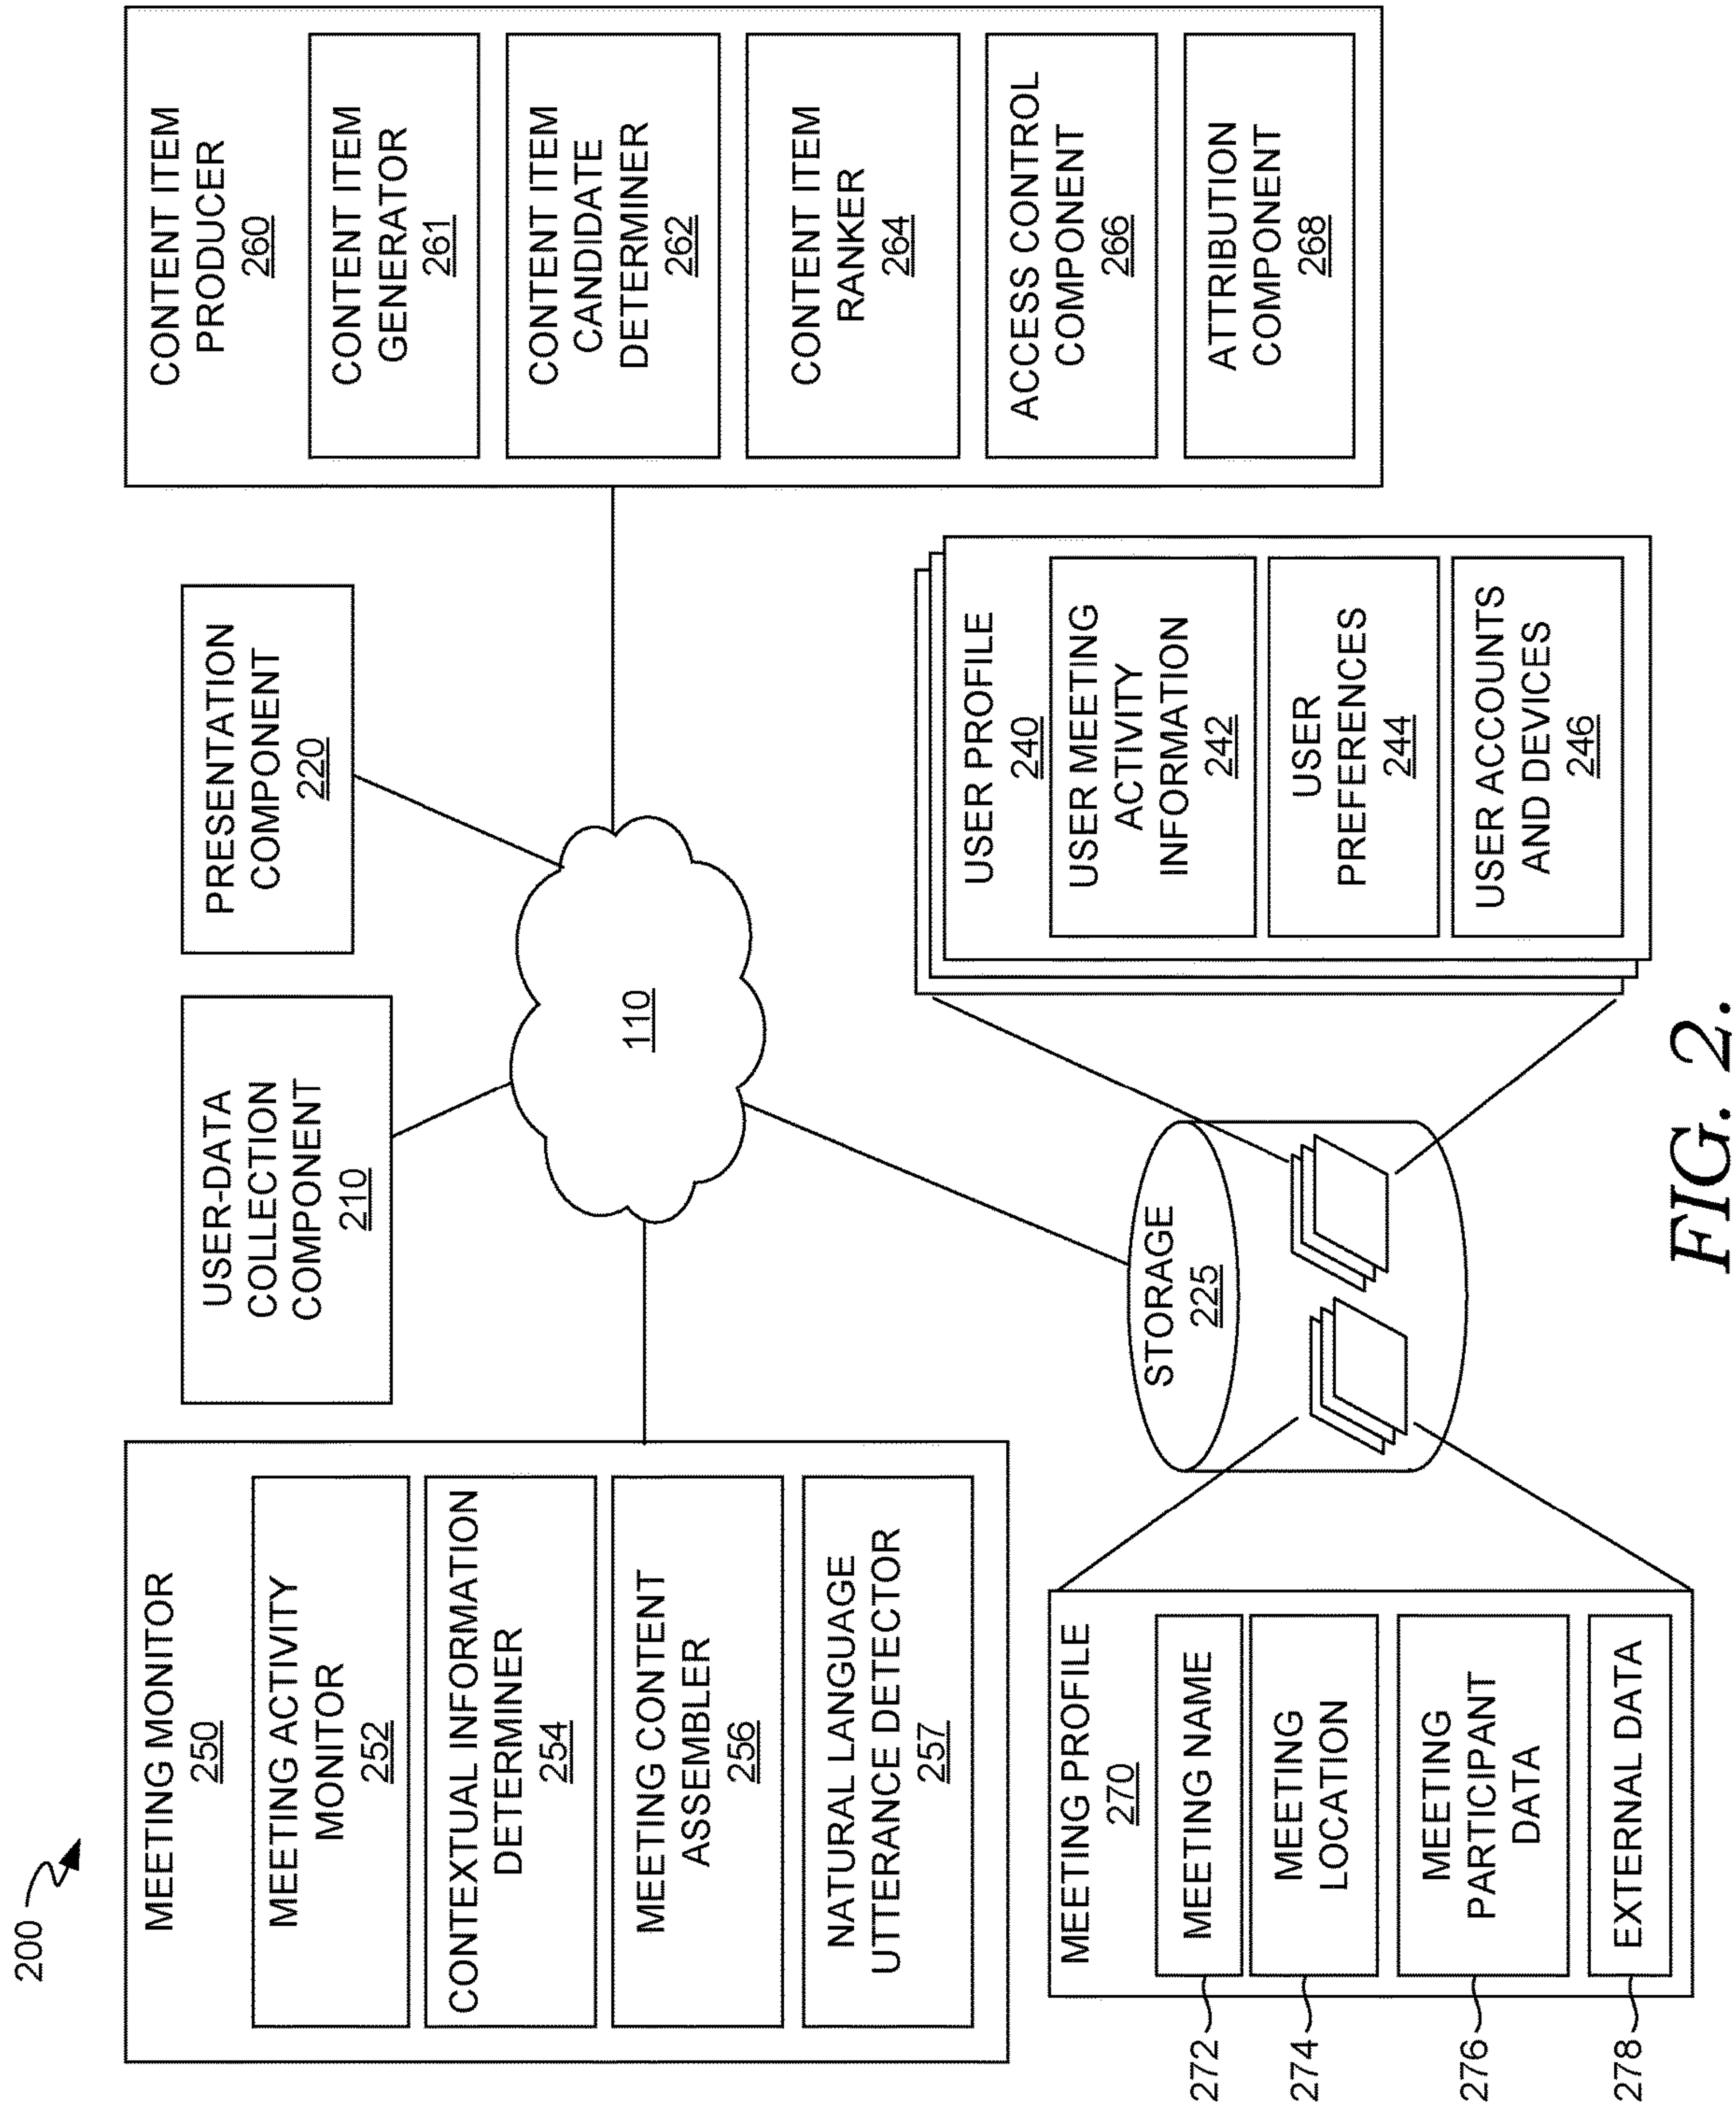 200
MEETING MONITOR
250
MEETING ACTIVITY
MONITOR
252
CONTEXTUAL INFORMATION
DETERMINER
254
MEETING CONTENT
ASSEMBLER
256
NATURAL LANGUAGE
UTTERANCE DETECTOR
257
USER-DATA
COLLECTION
COMPONENT
210
PRESENTATION
COMPONENT
220
110
CONTENT ITEM
PRODUCER
260
CONTENT ITEM
GENERATOR
261
CONTENT ITEM
CANDIDATE
DETERMINER
262
CONTENT ITEM
RANKER
264
ACCESS CONTROL
COMPONENT
266
ATTRIBUTION
COMPONENT
268
MEETING PROFILE
270
272
MEETING NAME
274
MEETING
LOCATION
276
MEETING
PARTICIPANT
DATA
278
EXTERNAL DATA
STORAGE
225
USER PROFILE
240
USER MEETING
ACTIVITY
INFORMATION
242
USER
PREFERENCES
244
USER ACCOUNTS
AND DEVICES
246
FIG. 2.